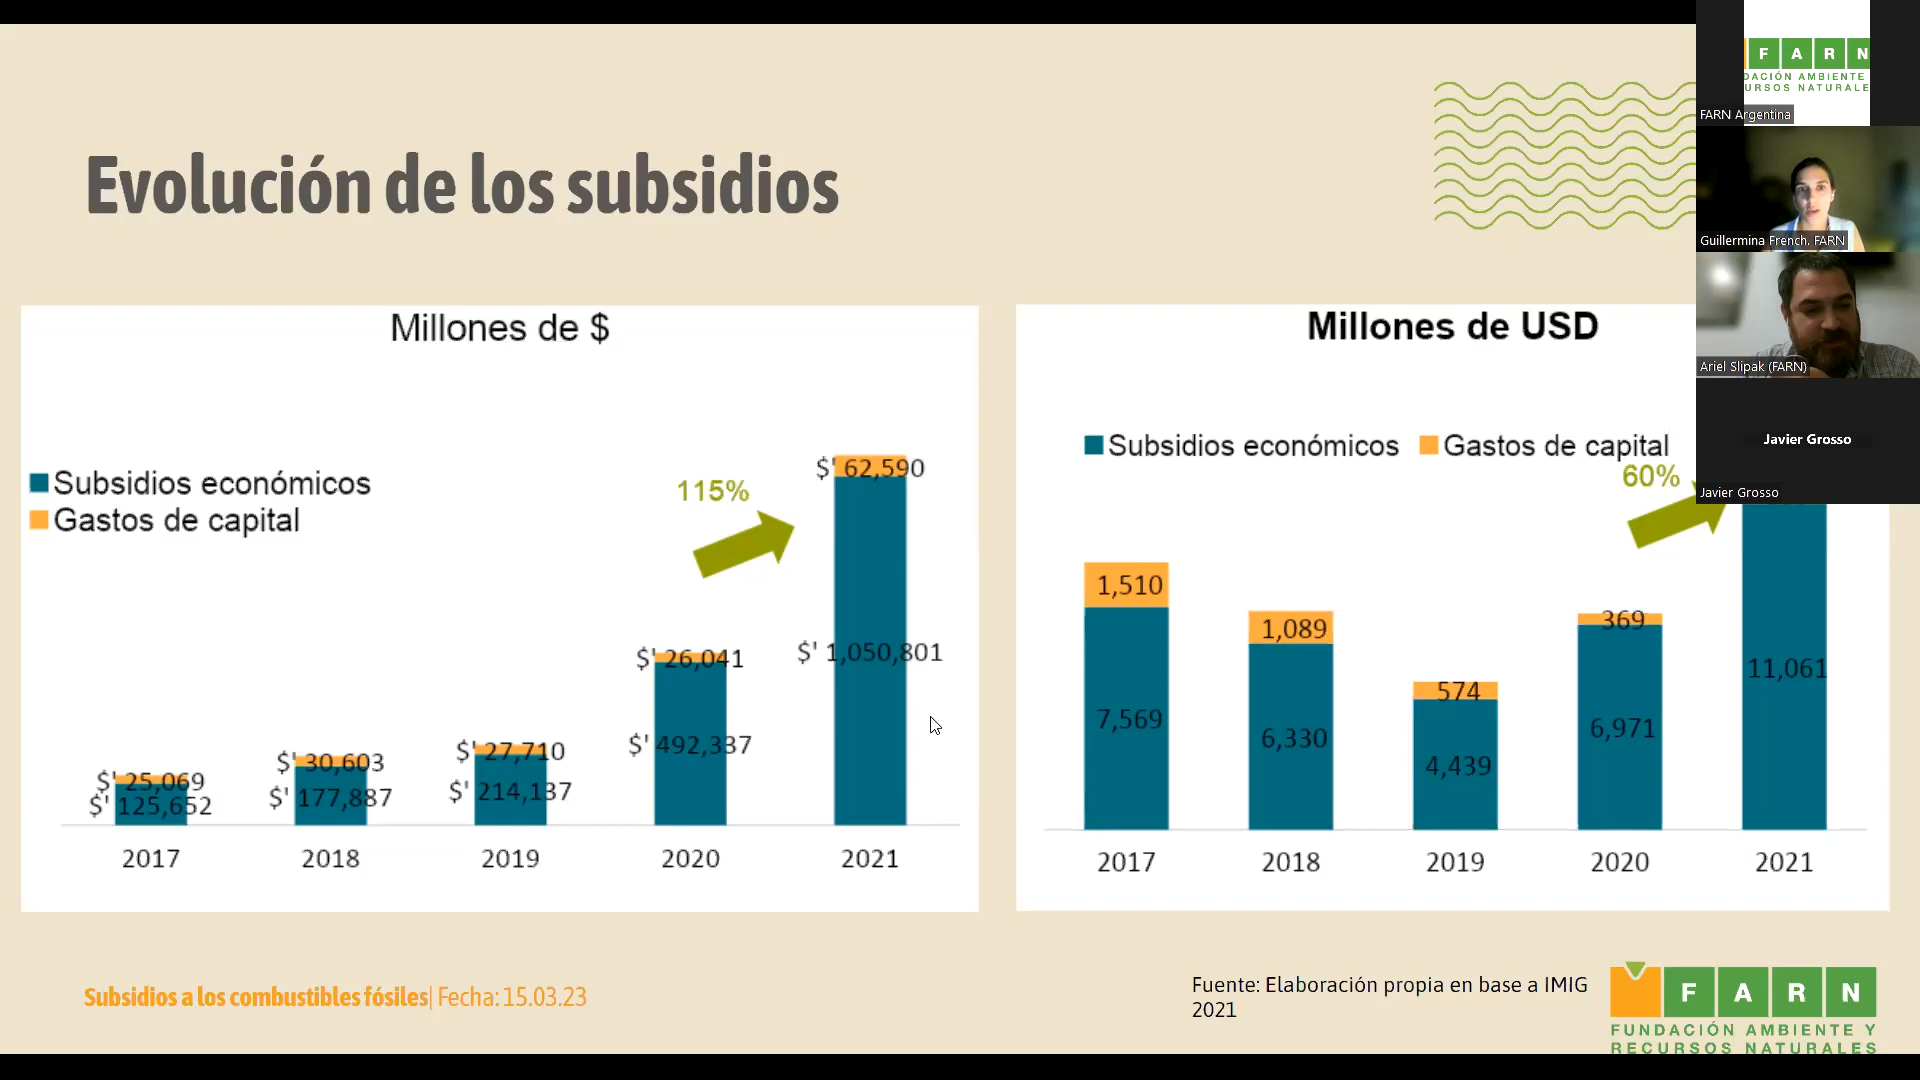 F A R N
DACIÓN AMBIENTE
URSOS NATURALE
FARN Argentina
Guillermina French. FARN
Ariel Slipak (FARN)
Javier Grosso
Javier Grosso
Evolución de los subsidios
Millones de $
Subsidios económicos
Gastos de capital
115%
$' 62,590
$' 1,050,801
$' 26,041
$' 492,337
$' 27,710
$' 214,137
$' 30,603
$' 177,887
$' 25,069
$' 125,652
2017 2018 2019 2020 2021
Millones de USD
Subsidios económicos Gastos de capital
60%
1,510
7,569
1,089
6,330
574
4,439
369
6,971
11,061
2017 2018 2019 2020 2021
Subsidios a los combustibles fósiles| Fecha: 15.03.23
Fuente: Elaboración propia en base a IMIG
2021
F A R N
FUNDACIÓN AMBIENTE Y
RECURSOS NATURALES